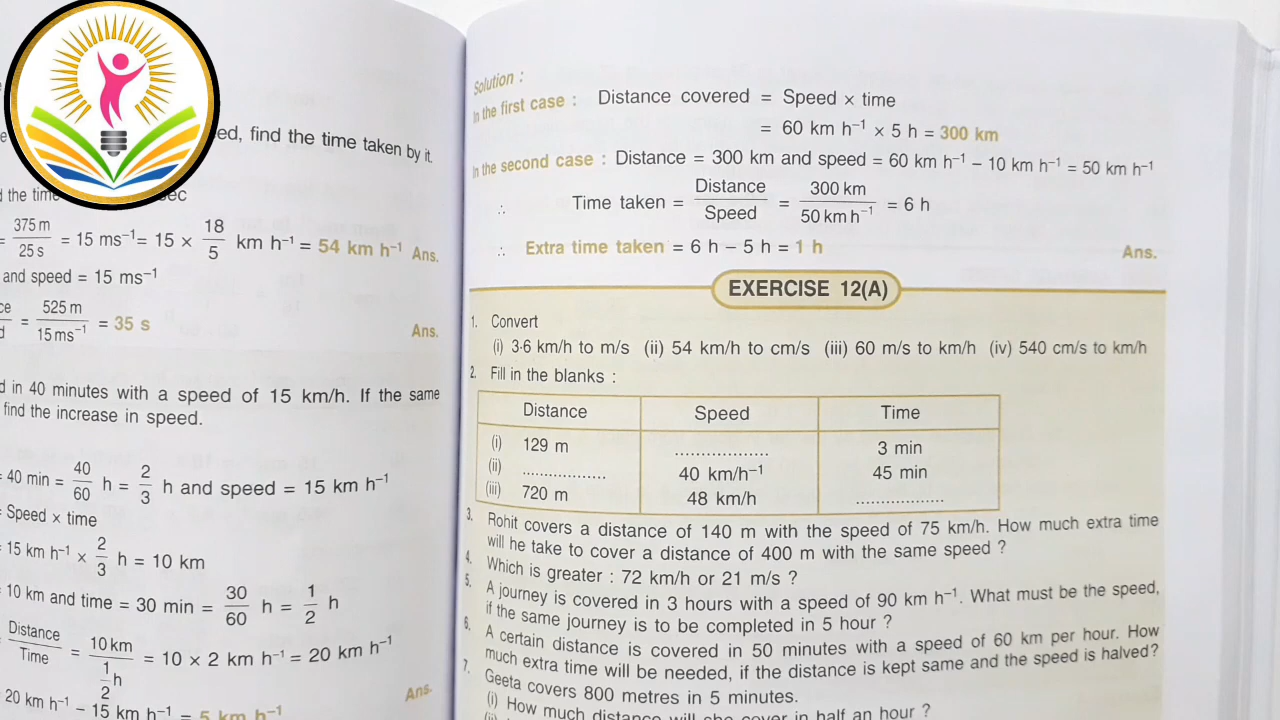 ed, find the time taken by it.
the time sec
= 375 m / 25 s = 15 ms⁻¹ = 15 × 18/5 km h⁻¹ = 54 km h⁻¹ Ans.
and speed = 15 ms⁻¹
= 525 m / 15 ms⁻¹ = 35 s Ans.
in 40 minutes with a speed of 15 km/h. If the same
find the increase in speed.
= 40 min = 40/60 h = 2/3 h and speed = 15 km h⁻¹
= Speed × time
= 15 km h⁻¹ × 2/3 h = 10 km
= 10 km and time = 30 min = 30/60 h = 1/2 h
Distance / Time = 10 km / 1/2 h = 10 × 2 km h⁻¹ = 20 km h⁻¹
Ans.
20 km h⁻¹ − 15 km h⁻¹ = 5 km h⁻¹
Solution :
In the first case : Distance covered = Speed × time
= 60 km h⁻¹ × 5 h = 300 km
In the second case : Distance = 300 km and speed = 60 km h⁻¹ − 10 km h⁻¹ = 50 km h⁻¹
∴ Time taken = Distance / Speed = 300 km / 50 km h⁻¹ = 6 h
∴ Extra time taken = 6 h − 5 h = 1 h Ans.
EXERCISE 12(A)
1. Convert
(i) 3·6 km/h to m/s (ii) 54 km/h to cm/s (iii) 60 m/s to km/h (iv) 540 cm/s to km/h
2. Fill in the blanks :
Distance Speed Time
(i) 129 m .................. 3 min
(ii) .................. 40 km/h⁻¹ 45 min
(iii) 720 m 48 km/h ..................
3. Rohit covers a distance of 140 m with the speed of 75 km/h. How much extra time
will he take to cover a distance of 400 m with the same speed ?
4. Which is greater : 72 km/h or 21 m/s ?
5. A journey is covered in 3 hours with a speed of 90 km h⁻¹. What must be the speed,
if the same journey is to be completed in 5 hour ?
6. A certain distance is covered in 50 minutes with a speed of 60 km per hour. How
much extra time will be needed, if the distance is kept same and the speed is halved?
7. Geeta covers 800 metres in 5 minutes.
(i) How much distance will she cover in half an hour ?